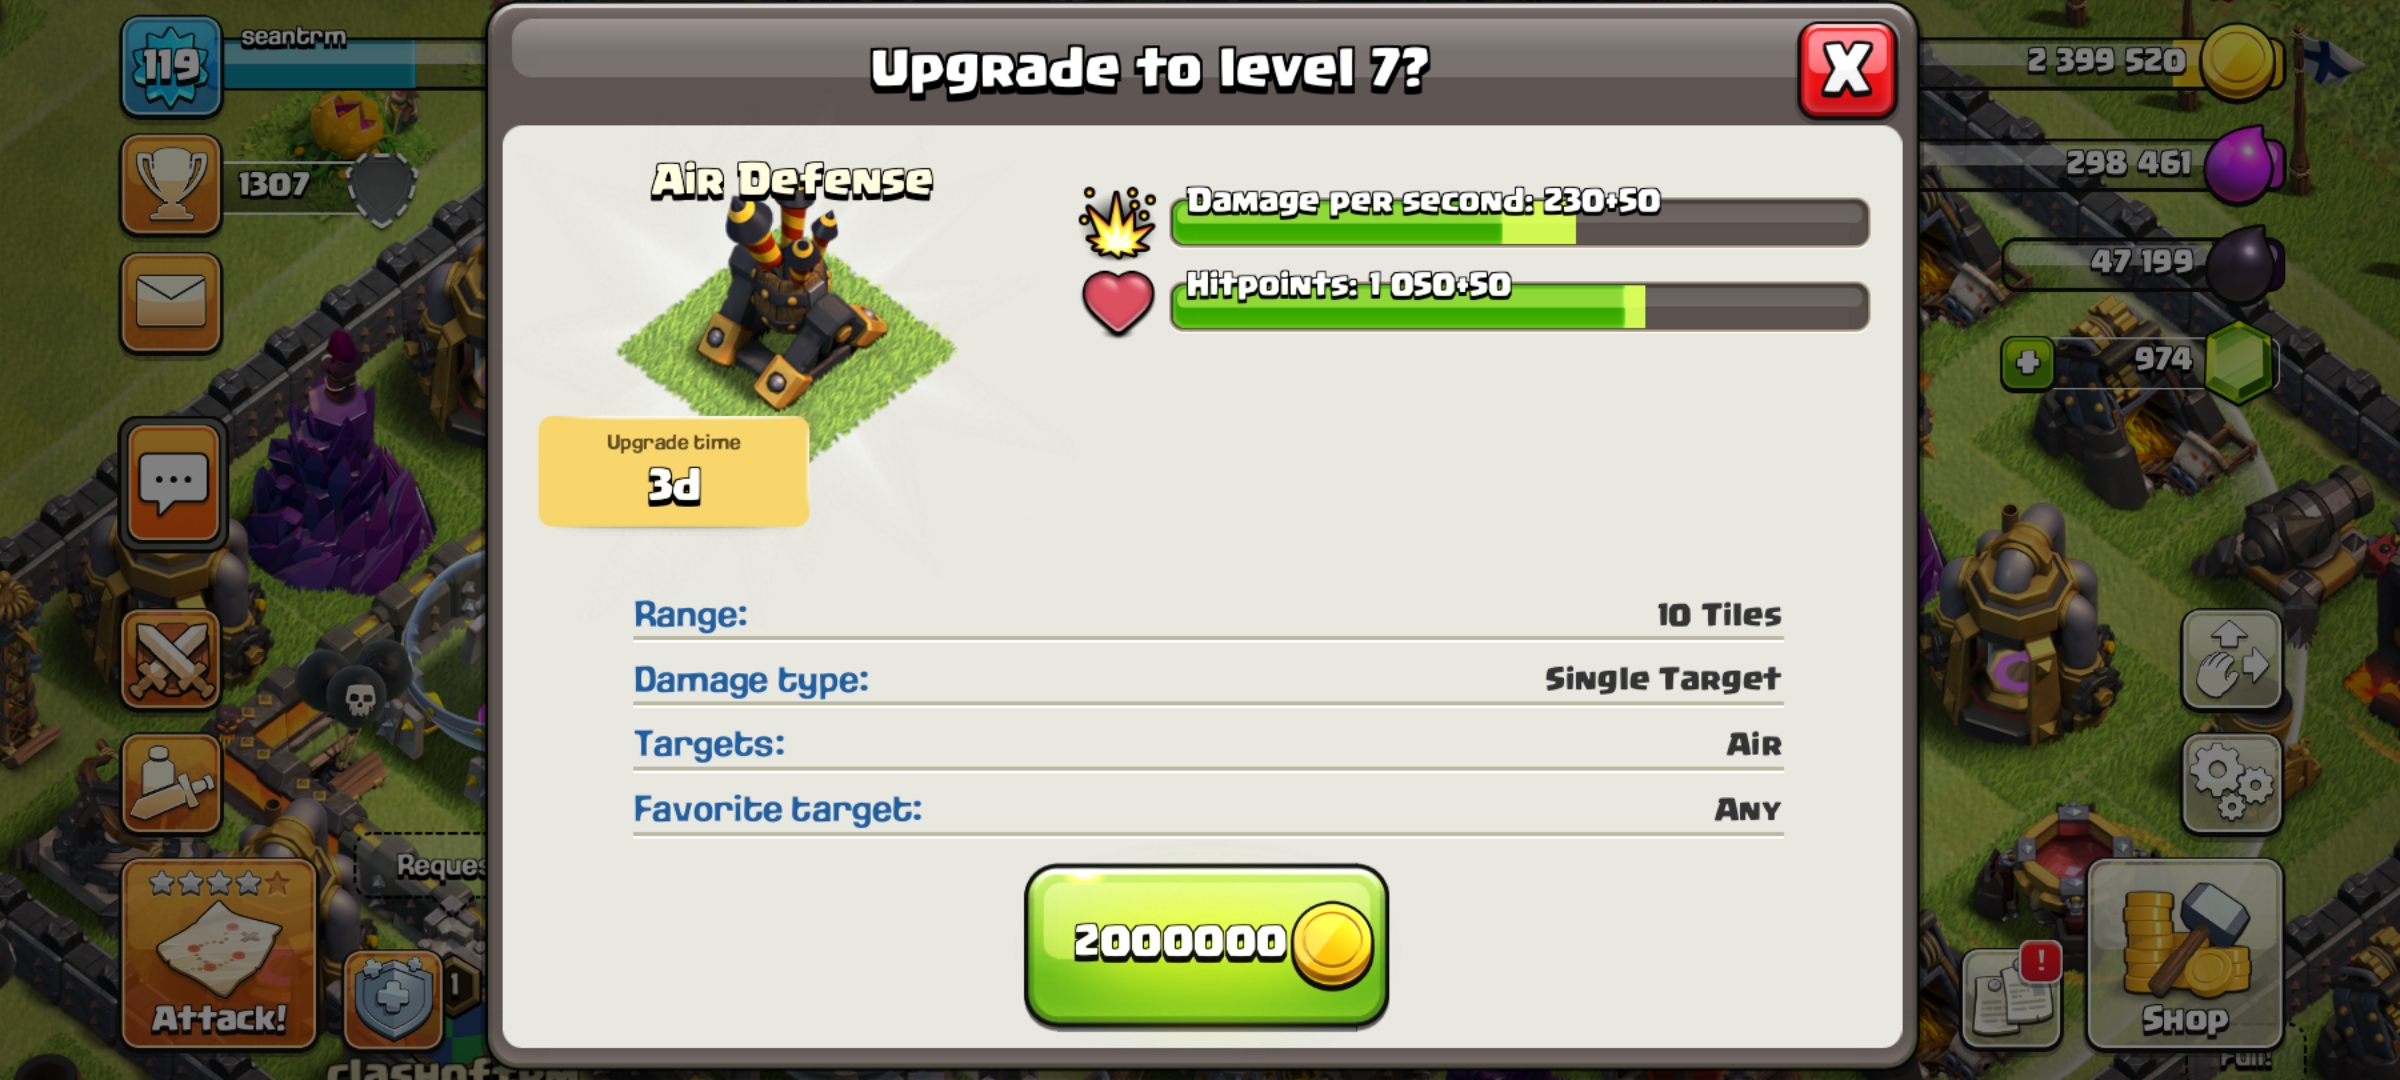 119
seantrm
1307
Upgrade to level 7?
X
2 399 520
298 461
47 199
974
Air Defense
Damage per second: 230+50
Hitpoints: 1 050+50
Upgrade time
3d
Range: 10 Tiles
Damage type: Single Target
Targets: Air
Favorite target: Any
2000000
Reques
Attack!
1
!
Shop
Full!